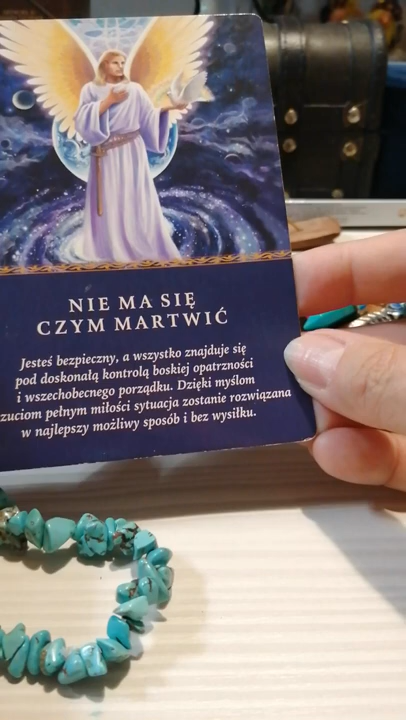 NIE MA SIĘ
CZYM MARTWIĆ
Jesteś bezpieczny, a wszystko znajduje się
pod doskonałą kontrolą boskiej opatrzności
i wszechobecnego porządku. Dzięki myślom
zuciom pełnym miłości sytuacja zostanie rozwiązana
w najlepszy możliwy sposób i bez wysiłku.